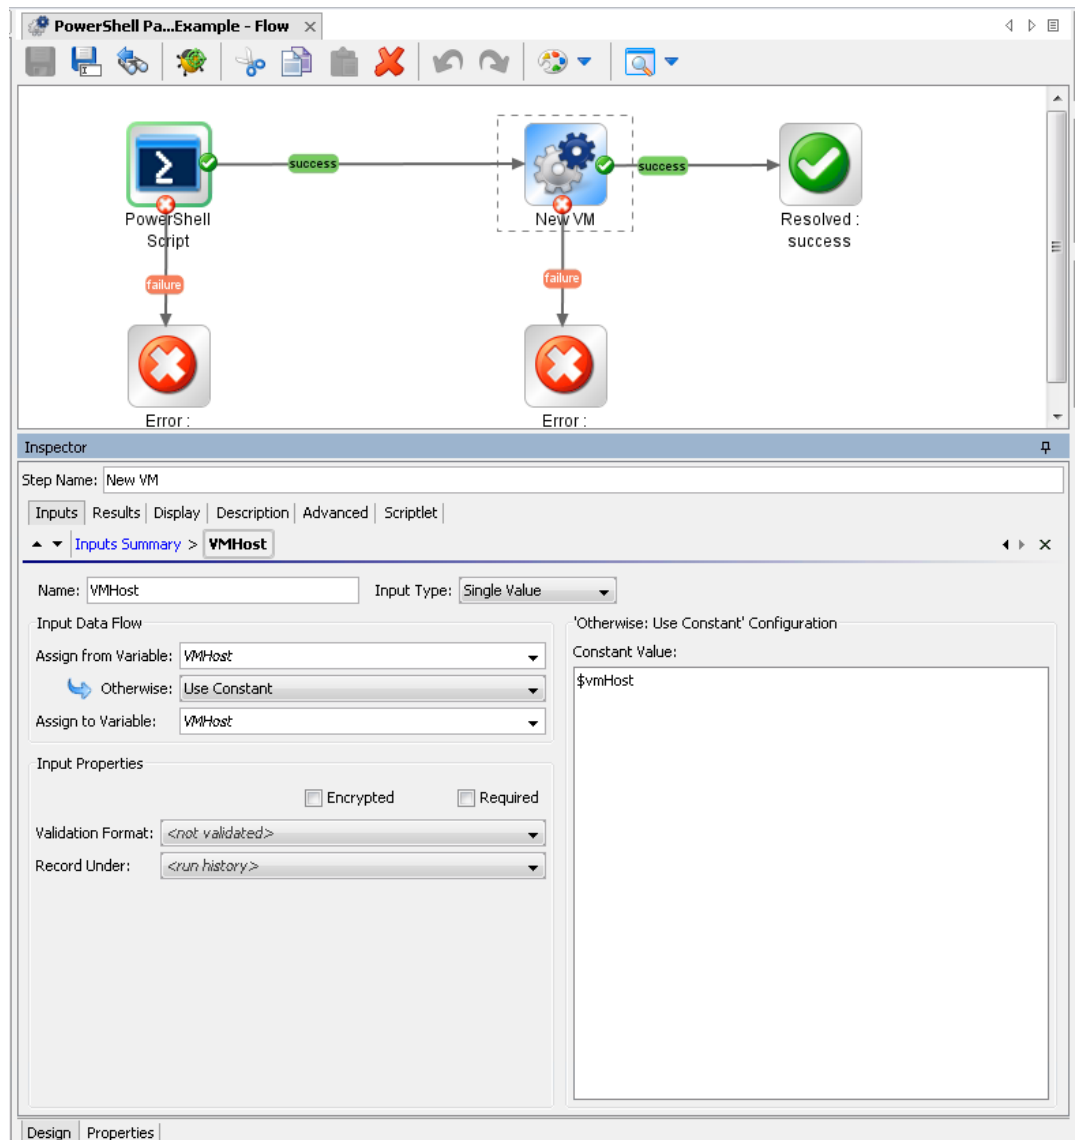 PowerShell Pa...Example - Flow
success
success
PowerShell
Script
New VM
Resolved :
success
failure
failure
Error :
Error :
Inspector
Step Name: New VM
Inputs Results Display Description Advanced Scriptlet
Inputs Summary > VMHost
Name: VMHost Input Type: Single Value
Input Data Flow
'Otherwise: Use Constant' Configuration
Assign from Variable: VMHost
Constant Value:
Otherwise: Use Constant
$vmHost
Assign to Variable: VMHost
Input Properties
Encrypted Required
Validation Format: <not validated>
Record Under: <run history>
Design Properties